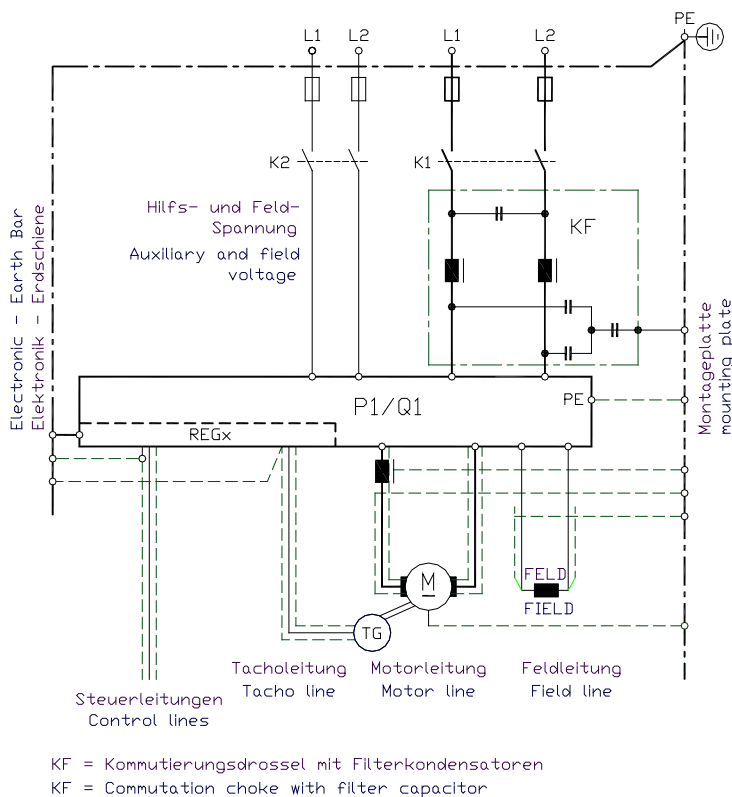 PE
L1 L2 L1 L2
K2 K1
Hilfs- und Feld-
Spannung
Auxiliary and field
voltage
KF
Electronic - Earth Bar
Elektronik - Erdschiene
Montageplatte
mounting plate
P1/Q1
PE
REGx
M
FELD
FIELD
TG
Tacholeitung
Tacho line
Motorleitung
Motor line
Feldleitung
Field line
Steuerleitungen
Control lines
KF = Kommutierungsdrossel mit Filterkondensatoren
KF = Commutation choke with filter capacitor